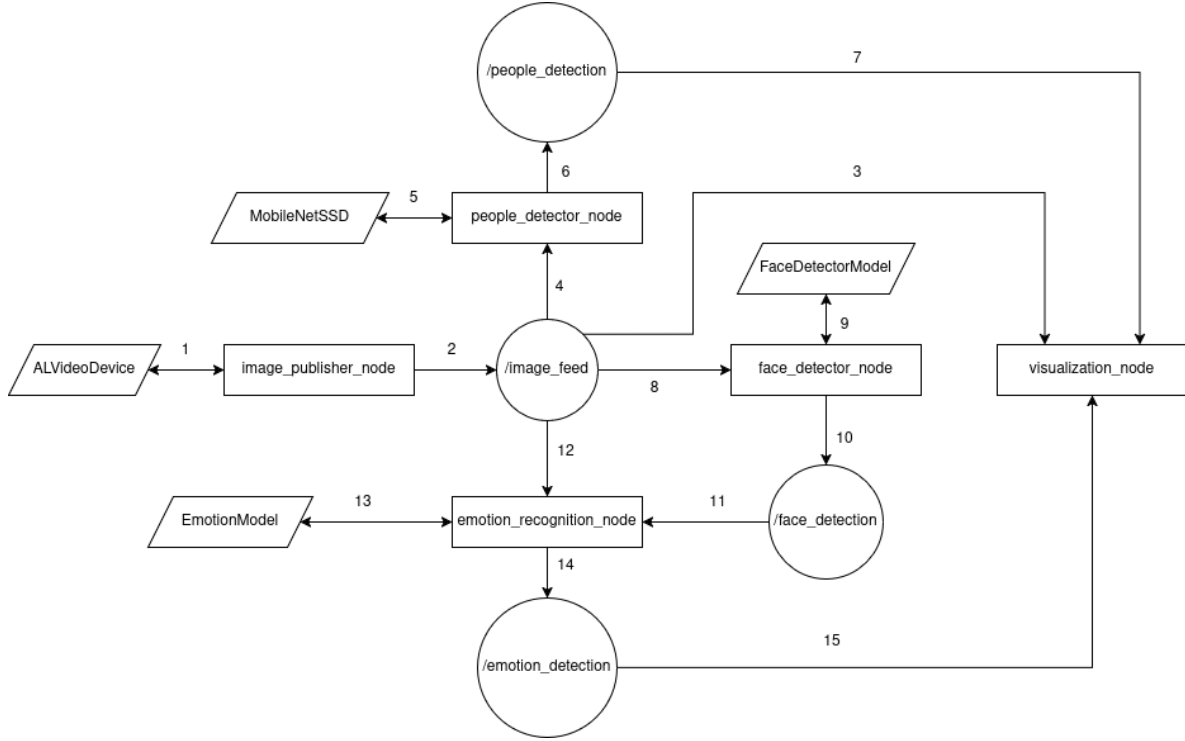 /people_detection
7
3
6
5
MobileNetSSD
people_detector_node
FaceDetectorModel
4
9
1
2
ALVideoDevice
image_publisher_node
/image_feed
face_detector_node
visualization_node
8
10
12
11
13
EmotionModel
emotion_recognition_node
/face_detection
14
15
/emotion_detection